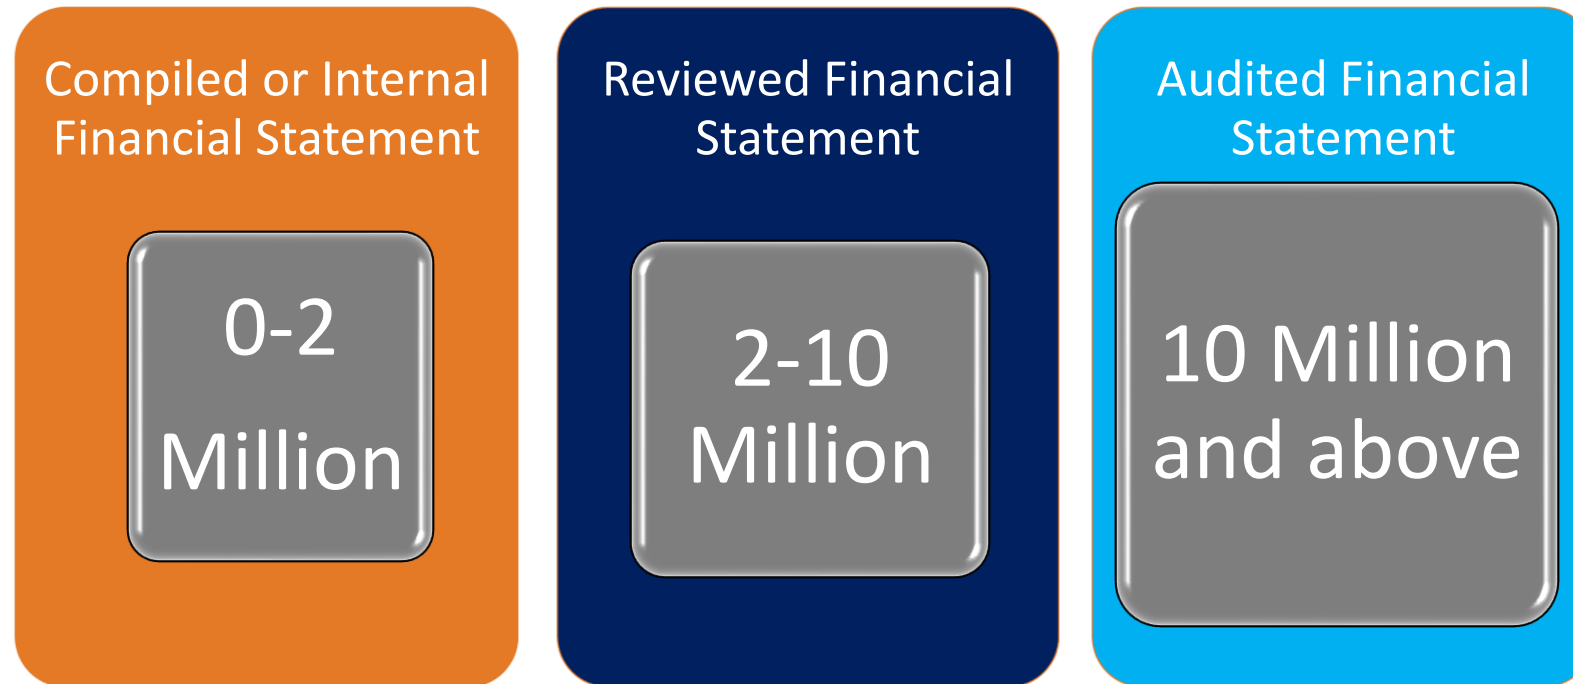 Compiled or Internal
Financial Statement
0-2
Million
Reviewed Financial
Statement
2-10
Million
Audited Financial
Statement
10 Million
and above